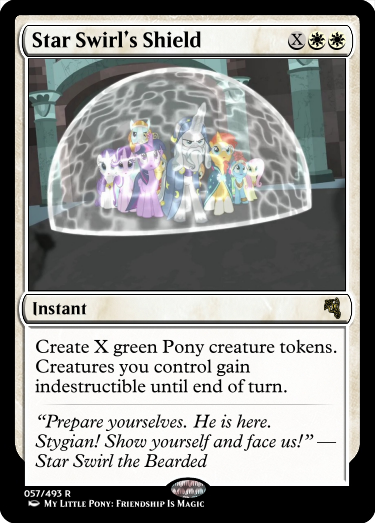 Star Swirl's Shield X
Instant
Create X green Pony creature tokens.
Creatures you control gain
indestructible until end of turn.
“Prepare yourselves. He is here.
Stygian! Show yourself and face us!” —
Star Swirl the Bearded
057/493 R
My Little Pony: Friendship Is Magic